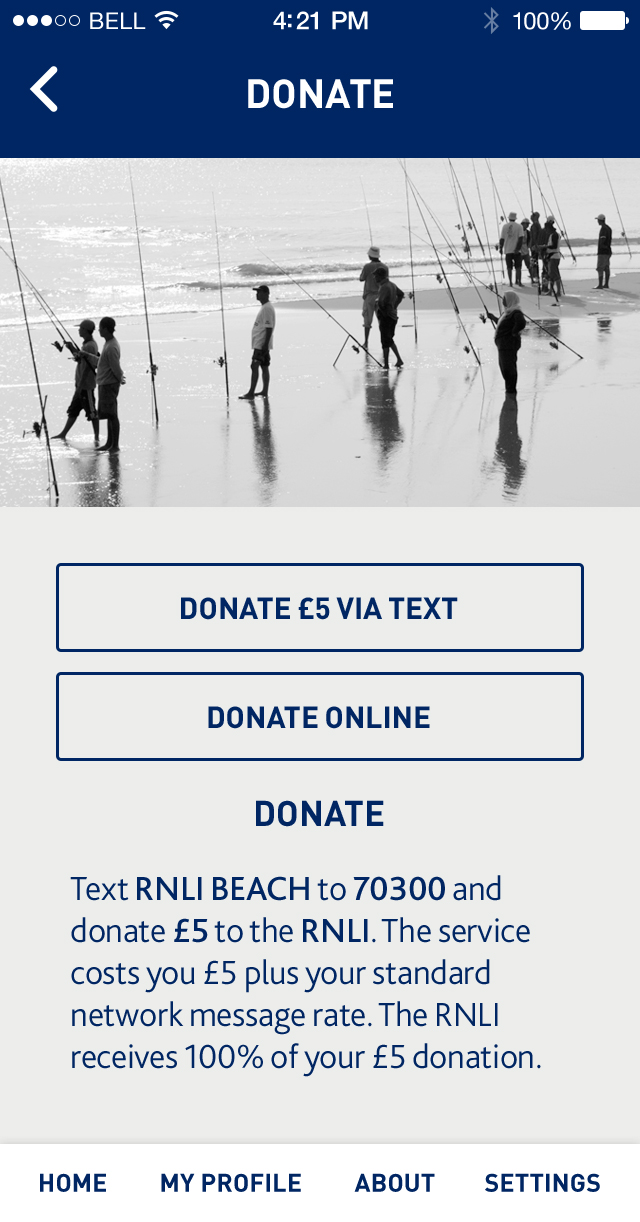 BELL 4:21 PM 100%
DONATE
DONATE £5 VIA TEXT
DONATE ONLINE
DONATE
Text RNLI BEACH to 70300 and
donate £5 to the RNLI. The service
costs you £5 plus your standard
network message rate. The RNLI
receives 100% of your £5 donation.
HOME MY PROFILE ABOUT SETTINGS